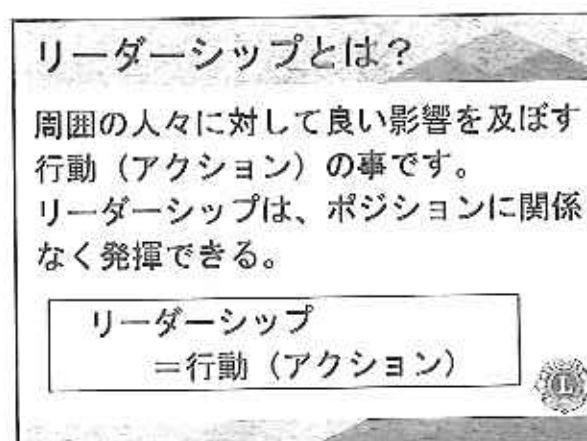 リーダーシップとは？
周囲の人々に対して良い影響を及ぼす
行動（アクション）の事です。
リーダーシップは、ポジションに関係
なく発揮できる。
リーダーシップ
＝行動（アクション）
L